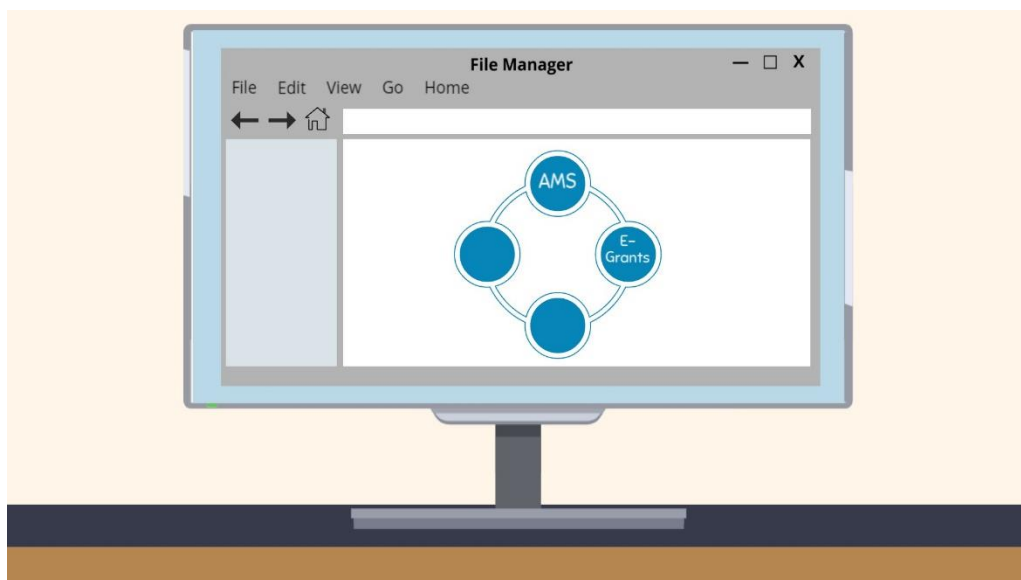 File Manager
— □ X
File Edit View Go Home
AMS
E-
Grants